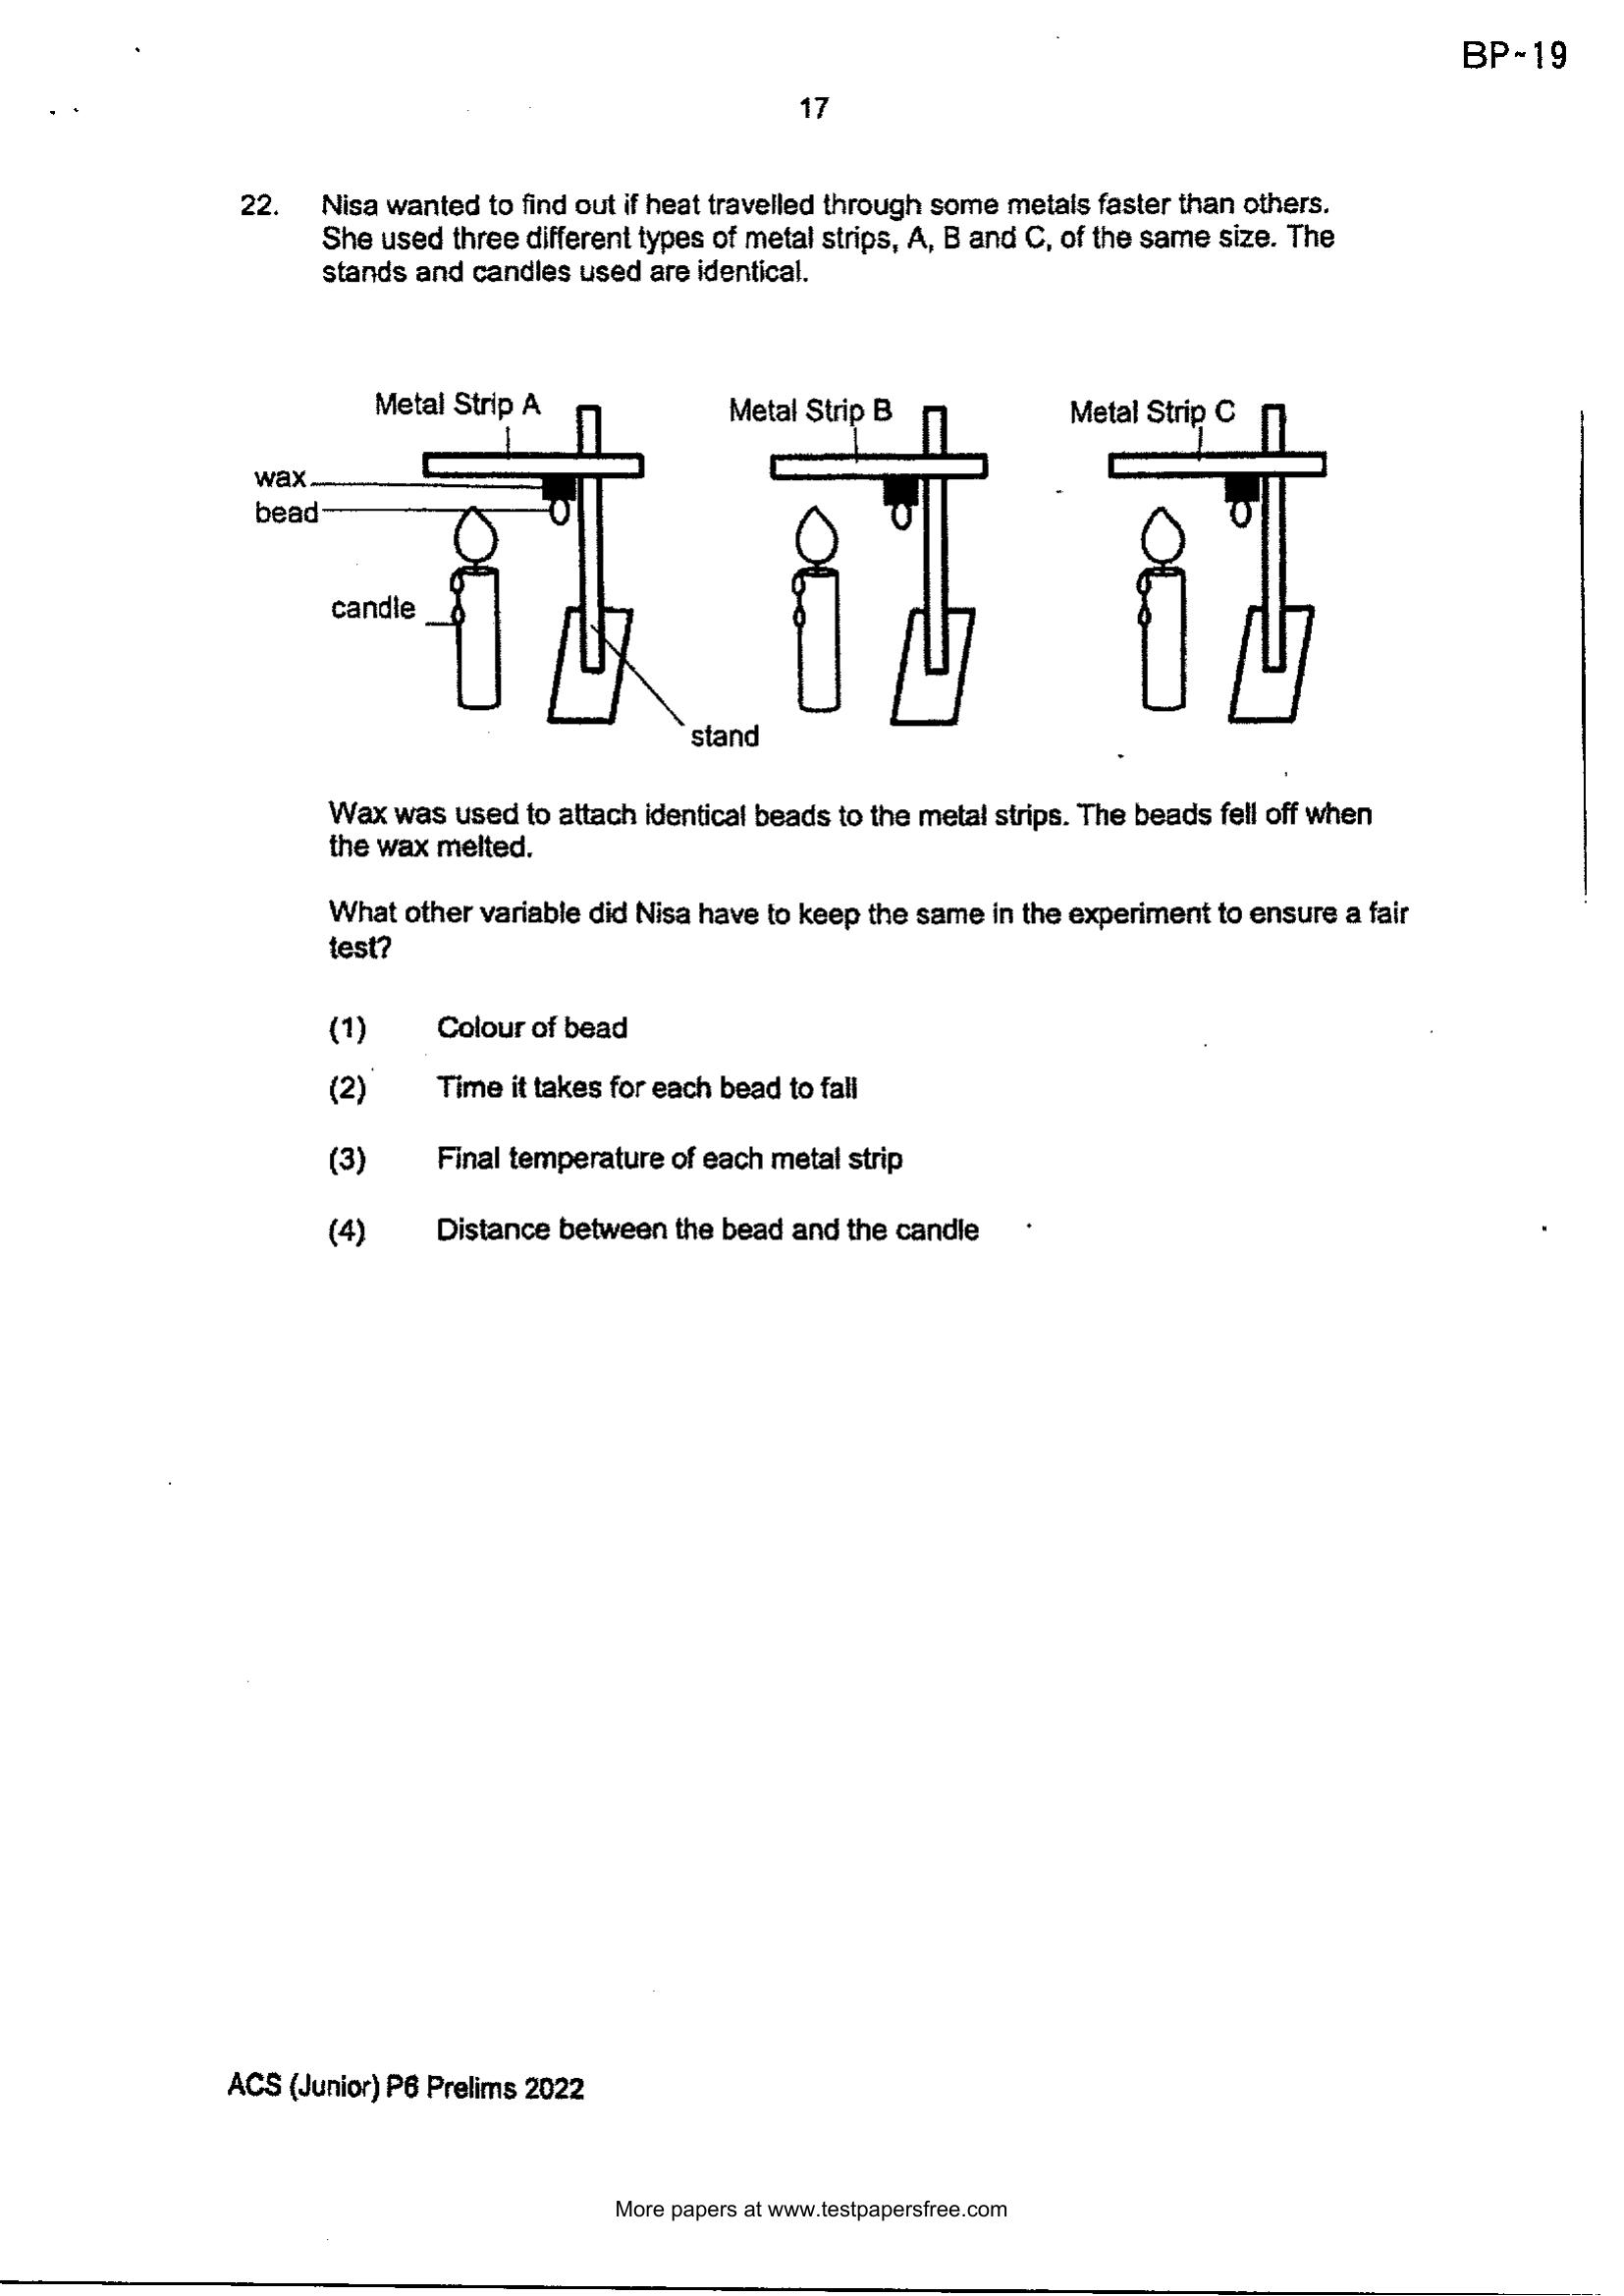 BP~19
17
22. Nisa wanted to find out if heat travelled through some metals faster than others.
She used three different types of metal strips, A, B and C, of the same size. The
stands and candles used are identical.
Metal Strip A Metal Strip B Metal Strip C
wax
bead
candle
stand
Wax was used to attach identical beads to the metal strips. The beads fell off when
the wax melted.
What other variable did Nisa have to keep the same in the experiment to ensure a fair
test?
(1) Colour of bead
(2) Time it takes for each bead to fall
(3) Final temperature of each metal strip
(4) Distance between the bead and the candle
ACS (Junior) P6 Prelims 2022
More papers at www.testpapersfree.com